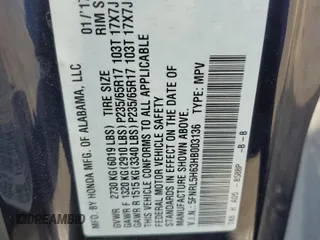 MFD. BY HONDA MFG. OF ALABAMA, LLC 01/17
TIRE SIZE RIM S
GVWR 2730 KG(6019 LBS)
GAWR F 1320 KG(2910 LBS) P235/65R17 103T 17X7J
GAWR R 1515 KG(3340 LBS) P235/65R17 103T 17X7J
THIS VEHICLE CONFORMS TO ALL APPLICABLE
FEDERAL MOTOR VEHICLE SAFETY STANDARDS IN
EFFECT ON THE DATE OF MANUFACTURE SHOWN ABOVE.
V.I.N.: 5FNRL5H63HB003136 TYPE: MPV